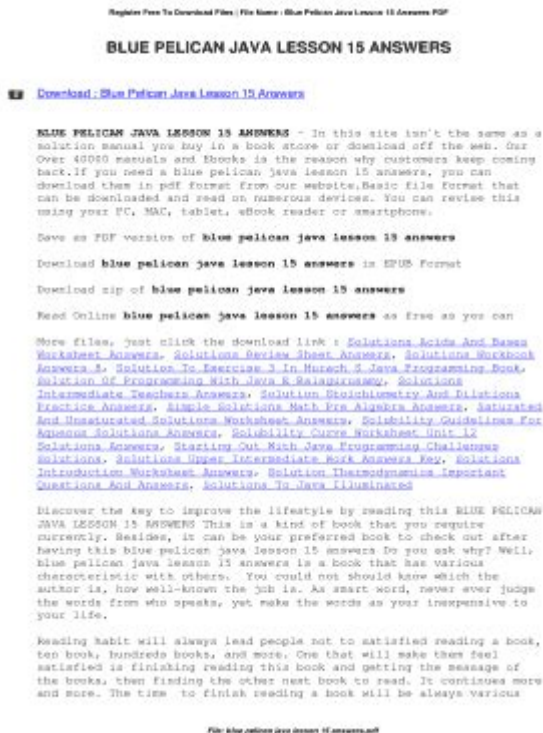 Register Free To Download Files | File Name : Blue Pelican Java Lesson 15 Answers PDF
BLUE PELICAN JAVA LESSON 15 ANSWERS
Download : Blue Pelican Java Lesson 15 Answers
BLUE PELICAN JAVA LESSON 15 ANSWERS - In this site isn't the same as a
solution manual you buy in a book store or download off the web. Our
Over 40000 manuals and Ebooks is the reason why customers keep coming
back.If you need a blue pelican java lesson 15 answers, you can
download them in pdf format from our website.Basic file format that
can be downloaded and read on numerous devices. You can revise this
using your PC, MAC, tablet, eBook reader or smartphone.
Save as PDF version of blue pelican java lesson 15 answers
Download blue pelican java lesson 15 answers in EPUB Format
Download zip of blue pelican java lesson 15 answers
Read Online blue pelican java lesson 15 answers as free as you can
More files, just click the download link : Solutions Acids And Bases
Worksheet Answers, Solutions Review Sheet Answers, Solutions Workbook
Answers 8, Solution To Exercise 3 In Murach S Java Programming Book,
Solution Of Programming With Java E Balagurusamy, Solutions
Intermediate Teachers Answers, Solution Stoichiometry And Dilutions
Practice Answers, Simple Solutions Math Pre Algebra Answers, Saturated
And Unsaturated Solutions Worksheet Answers, Solubility Guidelines For
Aqueous Solutions Answers, Solubility Curve Worksheet Unit 12
Solutions Answers, Starting Out With Java Programming Challenges
Solutions, Solutions Upper Intermediate Work Answers Key, Solutions
Introduction Worksheet Answers, Solution Thermodynamics Important
Questions And Answers, Solutions To Java Illuminated
Discover the key to improve the lifestyle by reading this BLUE PELICAN
JAVA LESSON 15 ANSWERS This is a kind of book that you require
currently. Besides, it can be your preferred book to check out after
having this blue pelican java lesson 15 answers Do you ask why? Well,
blue pelican java lesson 15 answers is a book that has various
characteristic with others. You could not should know which the
author is, how well-known the job is. As smart word, never ever judge
the words from who speaks, yet make the words as your inexpensive to
your life.
Reading habit will always lead people not to satisfied reading a book,
ten book, hundreds books, and more. One that will make them feel
satisfied is finishing reading this book and getting the message of
the books, then finding the other next book to read. It continues more
and more. The time to finish reading a book will be always various
File: blue pelican java lesson 15 answers.pdf